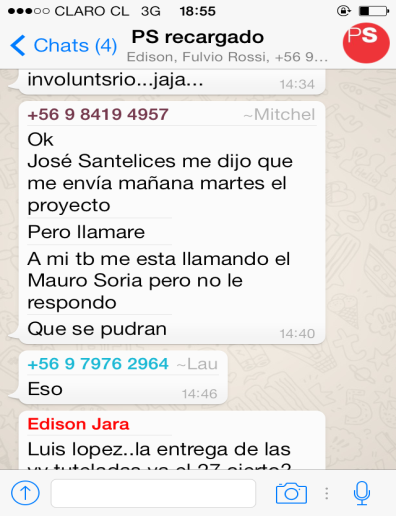 CLARO CL 3G 18:55
Chats (4) PS recargado PS
Edison, Fulvio Rossi, +56 9...
involuntsrio...jaja... 14:34
+56 9 8419 4957 ~Mitchel
Ok
José Santelices me dijo que
me envía mañana martes el
proyecto
Pero llamare
A mi tb me esta llamando el
Mauro Soria pero no le
respondo
Que se pudran 14:40
+56 9 7976 2964 ~Lau
Eso 14:46
Edison Jara
Luis lopez..la entrega de las
vv tuteladas va el 27 cierto?